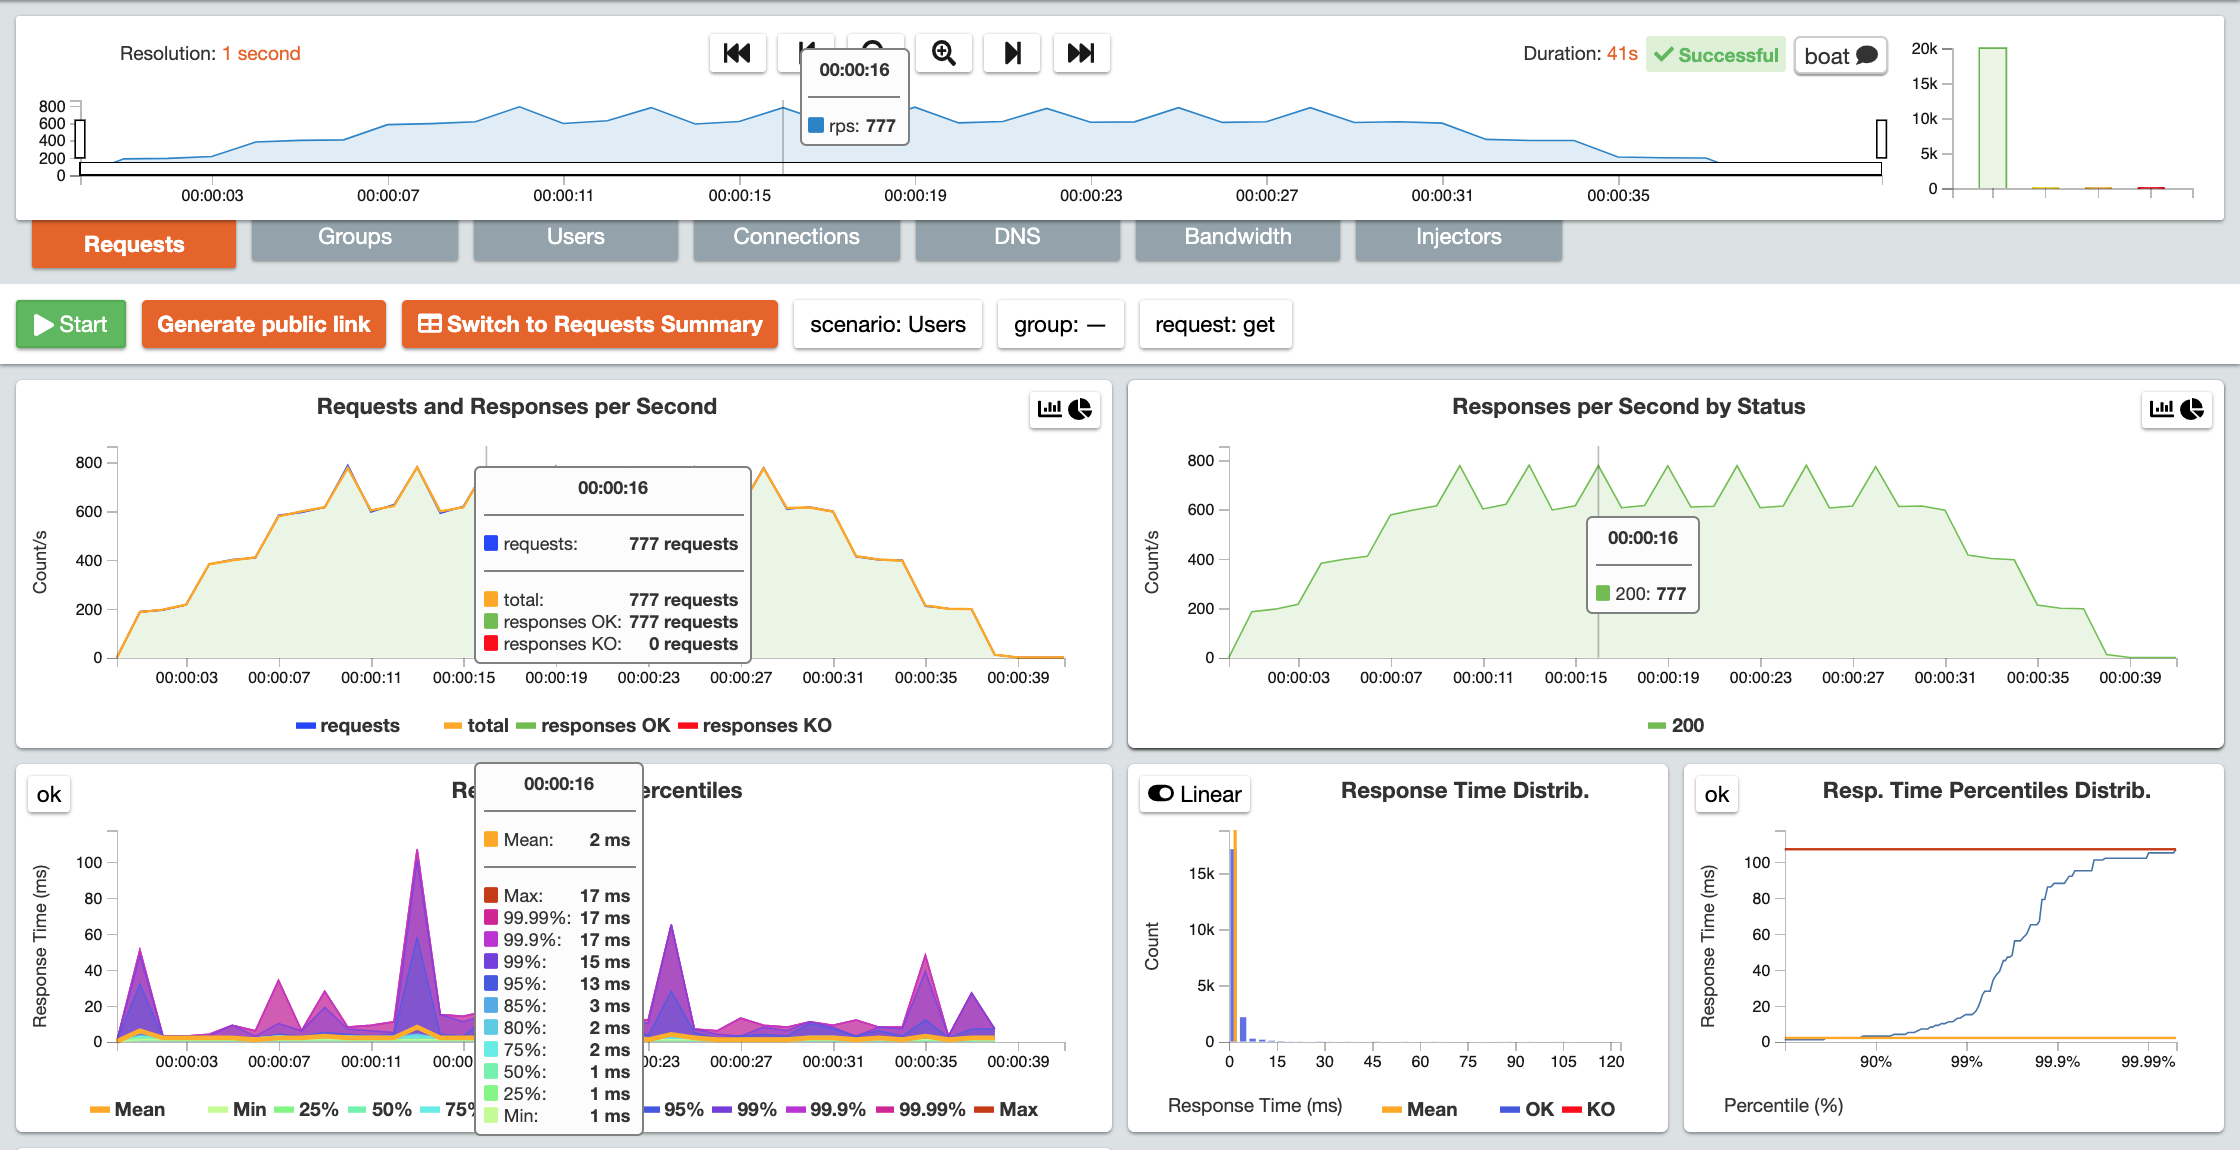 Resolution: 1 second
00:00:16
rps: 777
Duration: 41s
Successful
boat
800
600
400
200
0
00:00:03
00:00:07
00:00:11
00:00:15
00:00:19
00:00:23
00:00:27
00:00:31
00:00:35
20k
15k
10k
5k
0
Requests
Groups
Users
Connections
DNS
Bandwidth
Injectors
Start
Generate public link
Switch to Requests Summary
scenario: Users
group: —
request: get
Requests and Responses per Second
Count/s
800
600
400
200
0
00:00:16
requests: 777 requests
total: 777 requests
responses OK: 777 requests
responses KO: 0 requests
00:00:03
00:00:07
00:00:11
00:00:15
00:00:19
00:00:23
00:00:27
00:00:31
00:00:35
00:00:39
requests
total
responses OK
responses KO
Responses per Second by Status
Count/s
800
600
400
200
0
00:00:16
200: 777
00:00:03
00:00:07
00:00:11
00:00:15
00:00:19
00:00:23
00:00:27
00:00:31
00:00:35
00:00:39
200
ok
Response Time (ms)
100
80
60
40
20
0
00:00:16
Mean: 2 ms
Max: 17 ms
99.99%: 17 ms
99.9%: 17 ms
99%: 15 ms
95%: 13 ms
85%: 3 ms
80%: 2 ms
75%: 2 ms
50%: 1 ms
25%: 1 ms
Min: 1 ms
00:00:03
00:00:07
00:00:11
00:00:27
00:00:31
00:00:35
00:00:39
Mean
Min
25%
50%
95%
99%
99.9%
99.99%
Max
Linear
Response Time Distrib.
Count
15k
10k
5k
0
0
15
30
45
60
75
90
105
120
Response Time (ms)
Mean
OK
KO
ok
Resp. Time Percentiles Distrib.
Response Time (ms)
100
80
60
40
20
0
90%
99%
99.9%
99.99%
Percentile (%)